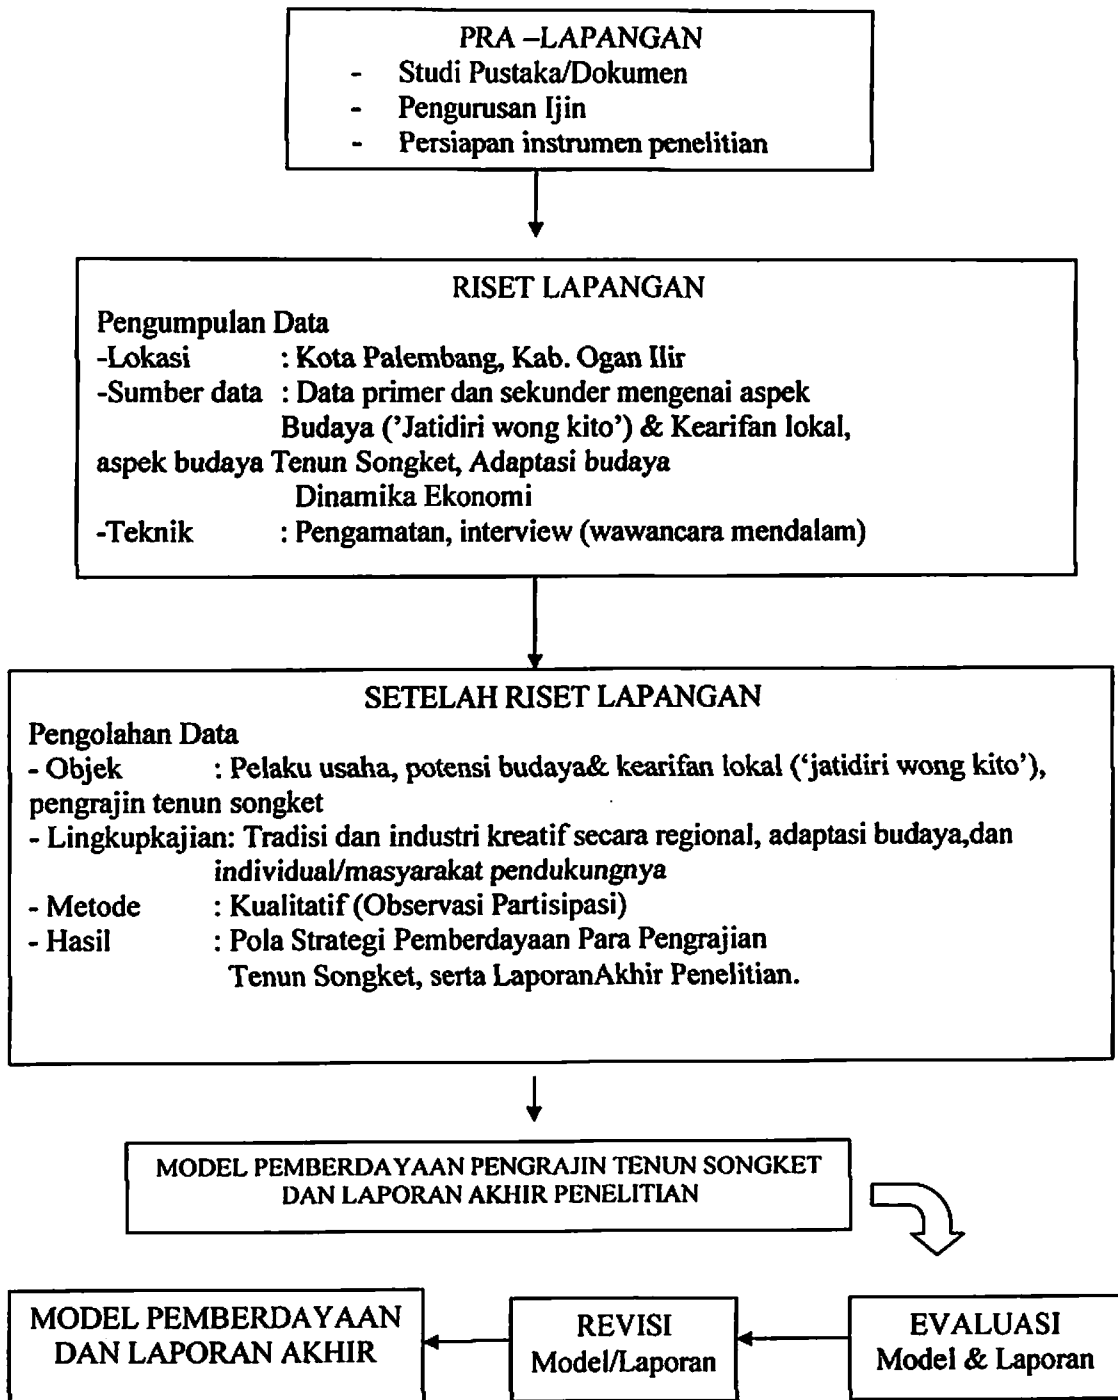 PRA –LAPANGAN
- Studi Pustaka/Dokumen
- Pengurusan Ijin
- Persiapan instrumen penelitian
RISET LAPANGAN
Pengumpulan Data
-Lokasi : Kota Palembang, Kab. Ogan Ilir
-Sumber data : Data primer dan sekunder mengenai aspek
Budaya ('Jatidiri wong kito') & Kearifan lokal,
aspek budaya Tenun Songket, Adaptasi budaya
Dinamika Ekonomi
-Teknik : Pengamatan, interview (wawancara mendalam)
SETELAH RISET LAPANGAN
Pengolahan Data
- Objek : Pelaku usaha, potensi budaya& kearifan lokal ('jatidiri wong kito'),
pengrajin tenun songket
- Lingkupkajian: Tradisi dan industri kreatif secara regional, adaptasi budaya,dan
individual/masyarakat pendukungnya
- Metode : Kualitatif (Observasi Partisipasi)
- Hasil : Pola Strategi Pemberdayaan Para Pengrajian
Tenun Songket, serta LaporanAkhir Penelitian.
MODEL PEMBERDAYAAN PENGRAJIN TENUN SONGKET
DAN LAPORAN AKHIR PENELITIAN
MODEL PEMBERDAYAAN
DAN LAPORAN AKHIR
REVISI
Model/Laporan
EVALUASI
Model & Laporan